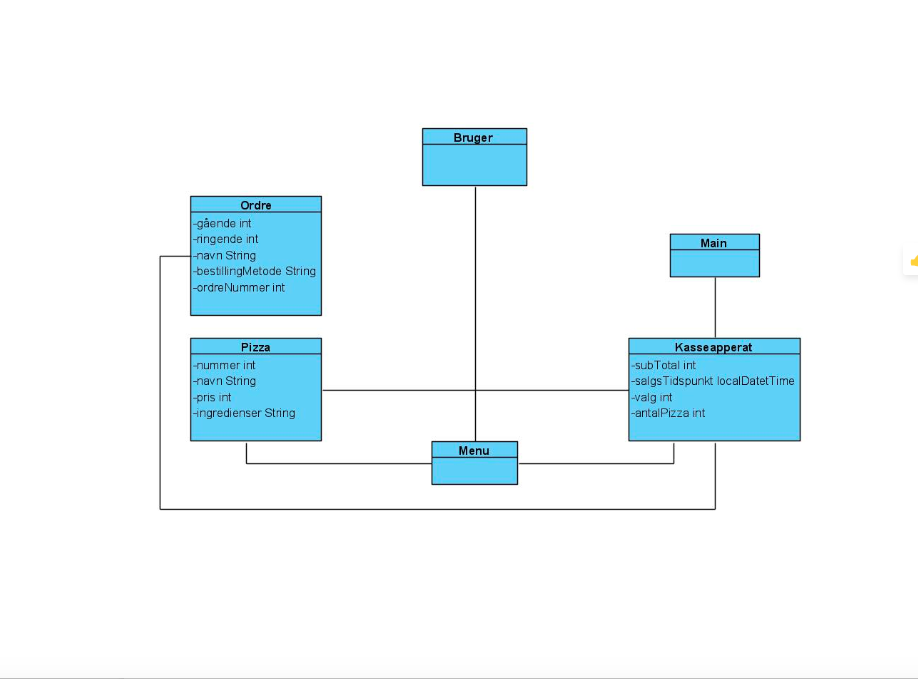 Bruger
Ordre
-gående int
-ringende int
-navn String
-bestillingMetode String
-ordreNummer int
Main
Pizza
-nummer int
-navn String
-pris int
-ingredienser String
Kasseapperat
-subTotal int
-salgsTidspunkt localDatetTime
-valg int
-antalPizza int
Menu